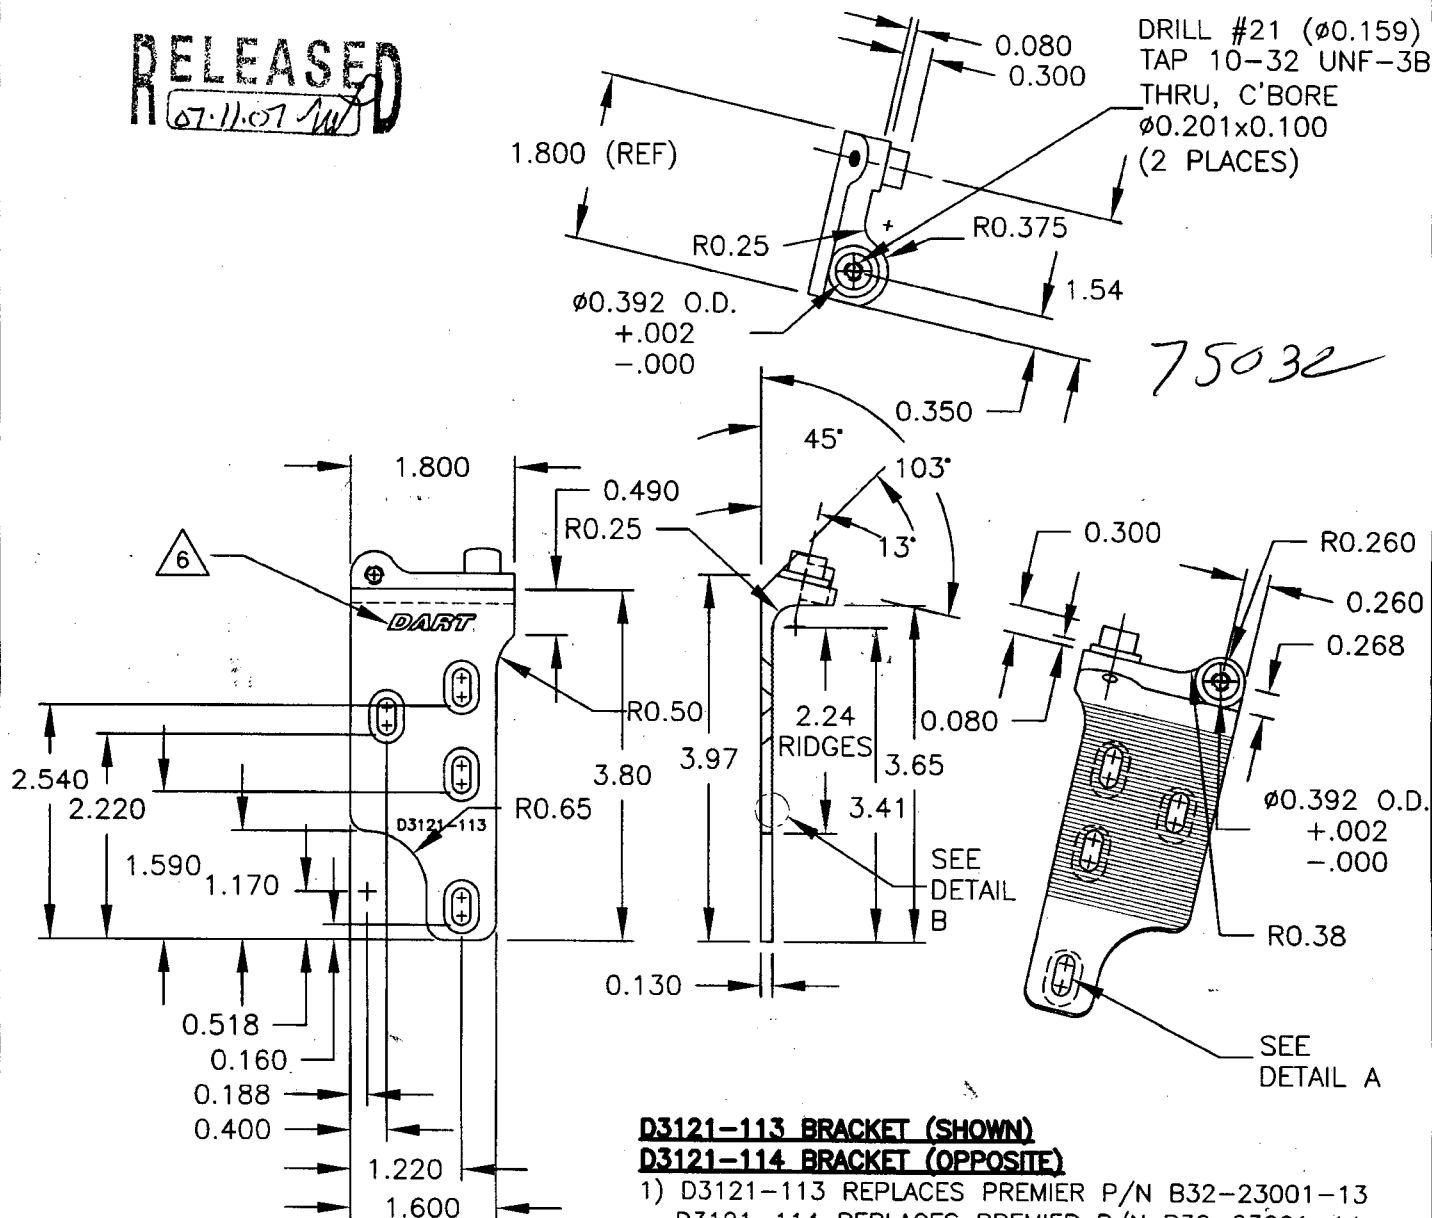 RELEASED
07.11.07
0.080
0.300
DRILL #21 (ø0.159)
TAP 10-32 UNF-3B
THRU, C'BORE
ø0.201x0.100
(2 PLACES)
1.800 (REF)
R0.25
R0.375
1.54
ø0.392 O.D.
+.002
-.000
75032
0.350
45°
103°
13°
1.800
0.490
R0.25
6
DART
0.300
R0.260
0.260
0.268
R0.50
0.080
2.24
RIDGES
3.97
3.80
3.65
3.41
2.540
2.220
R0.65
D3121-113
1.590
1.170
ø0.392 O.D.
+.002
-.000
SEE
DETAIL
B
R0.38
0.130
0.518
0.160
0.188
0.400
1.220
1.600
SEE
DETAIL A
D3121-113 BRACKET (SHOWN)
D3121-114 BRACKET (OPPOSITE)
1) D3121-113 REPLACES PREMIER P/N B32-23001-13